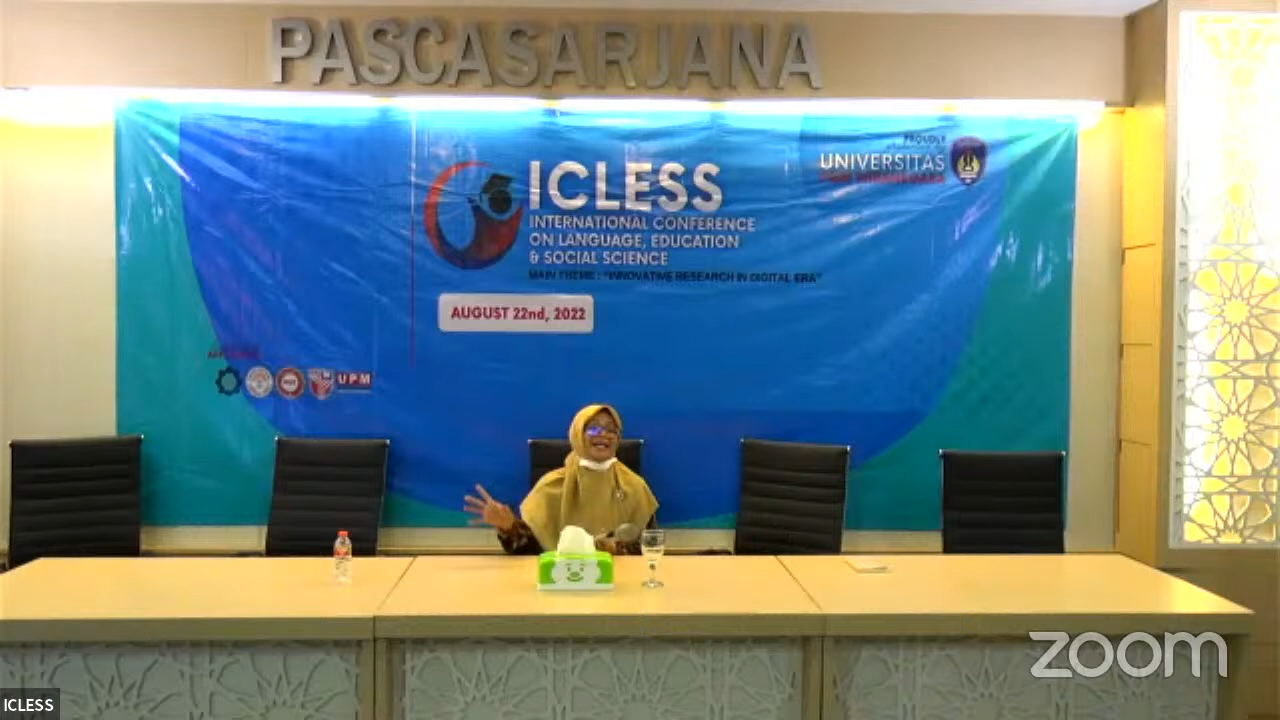 PASCASARJANA
PROUDLY
UNIVERSITAS
ICLESS
INTERNATIONAL CONFERENCE
ON LANGUAGE, EDUCATION
& SOCIAL SCIENCE
MAIN THEME : "INNOVATIVE RESEARCH IN DIGITAL ERA"
AUGUST 22nd, 2022
UPM
zoom
ICLESS